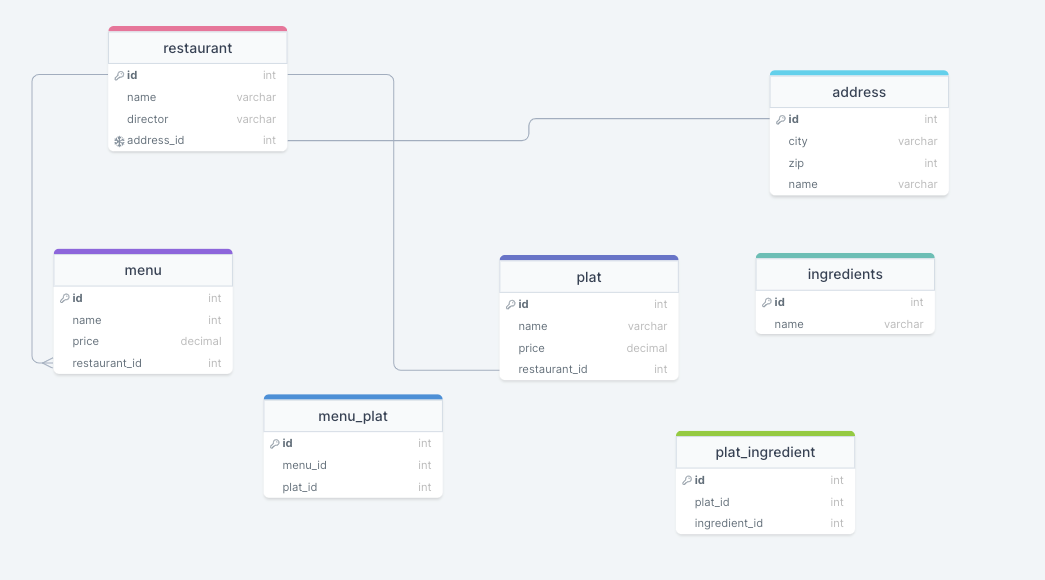 restaurant
id int
name varchar
director varchar
address_id int
address
id int
city varchar
zip int
name varchar
menu
id int
name int
price decimal
restaurant_id int
plat
id int
name varchar
price decimal
restaurant_id int
ingredients
id int
name varchar
menu_plat
id int
menu_id int
plat_id int
plat_ingredient
id int
plat_id int
ingredient_id int